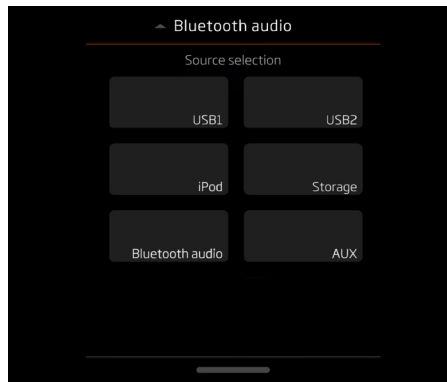 Bluetooth audio
Source selection
USB1
USB2
iPod
Storage
Bluetooth audio
AUX